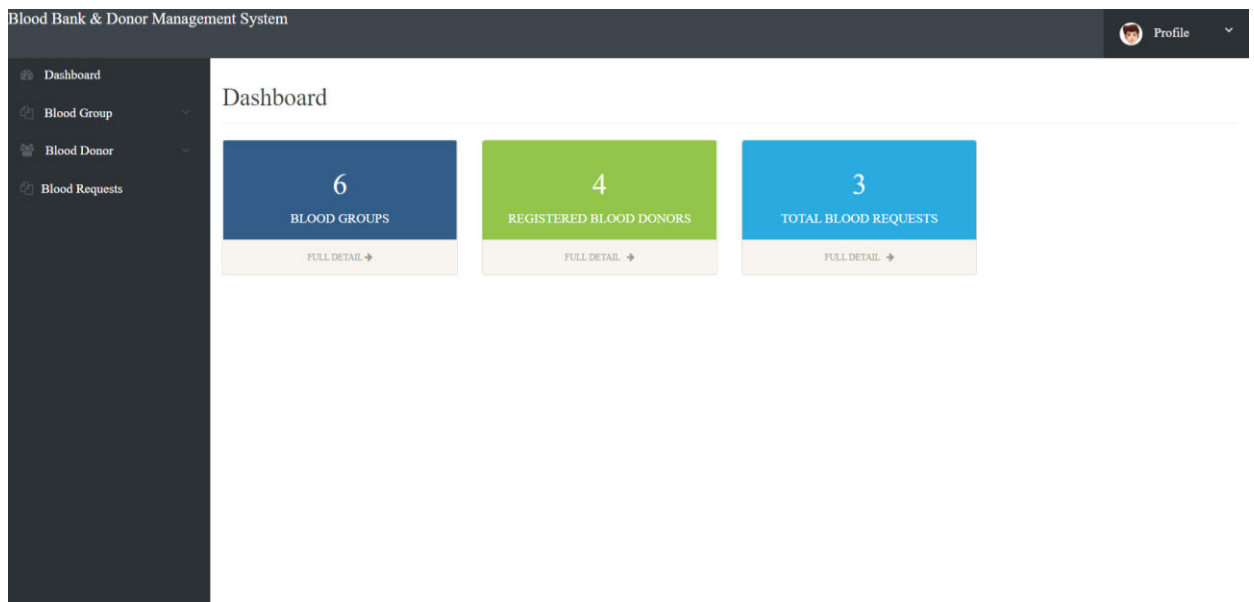 Blood Bank & Donor Management System
Profile
Dashboard
Blood Group
Blood Donor
Blood Requests
Dashboard
6
BLOOD GROUPS
FULL DETAIL
4
REGISTERED BLOOD DONORS
FULL DETAIL
3
TOTAL BLOOD REQUESTS
FULL DETAIL